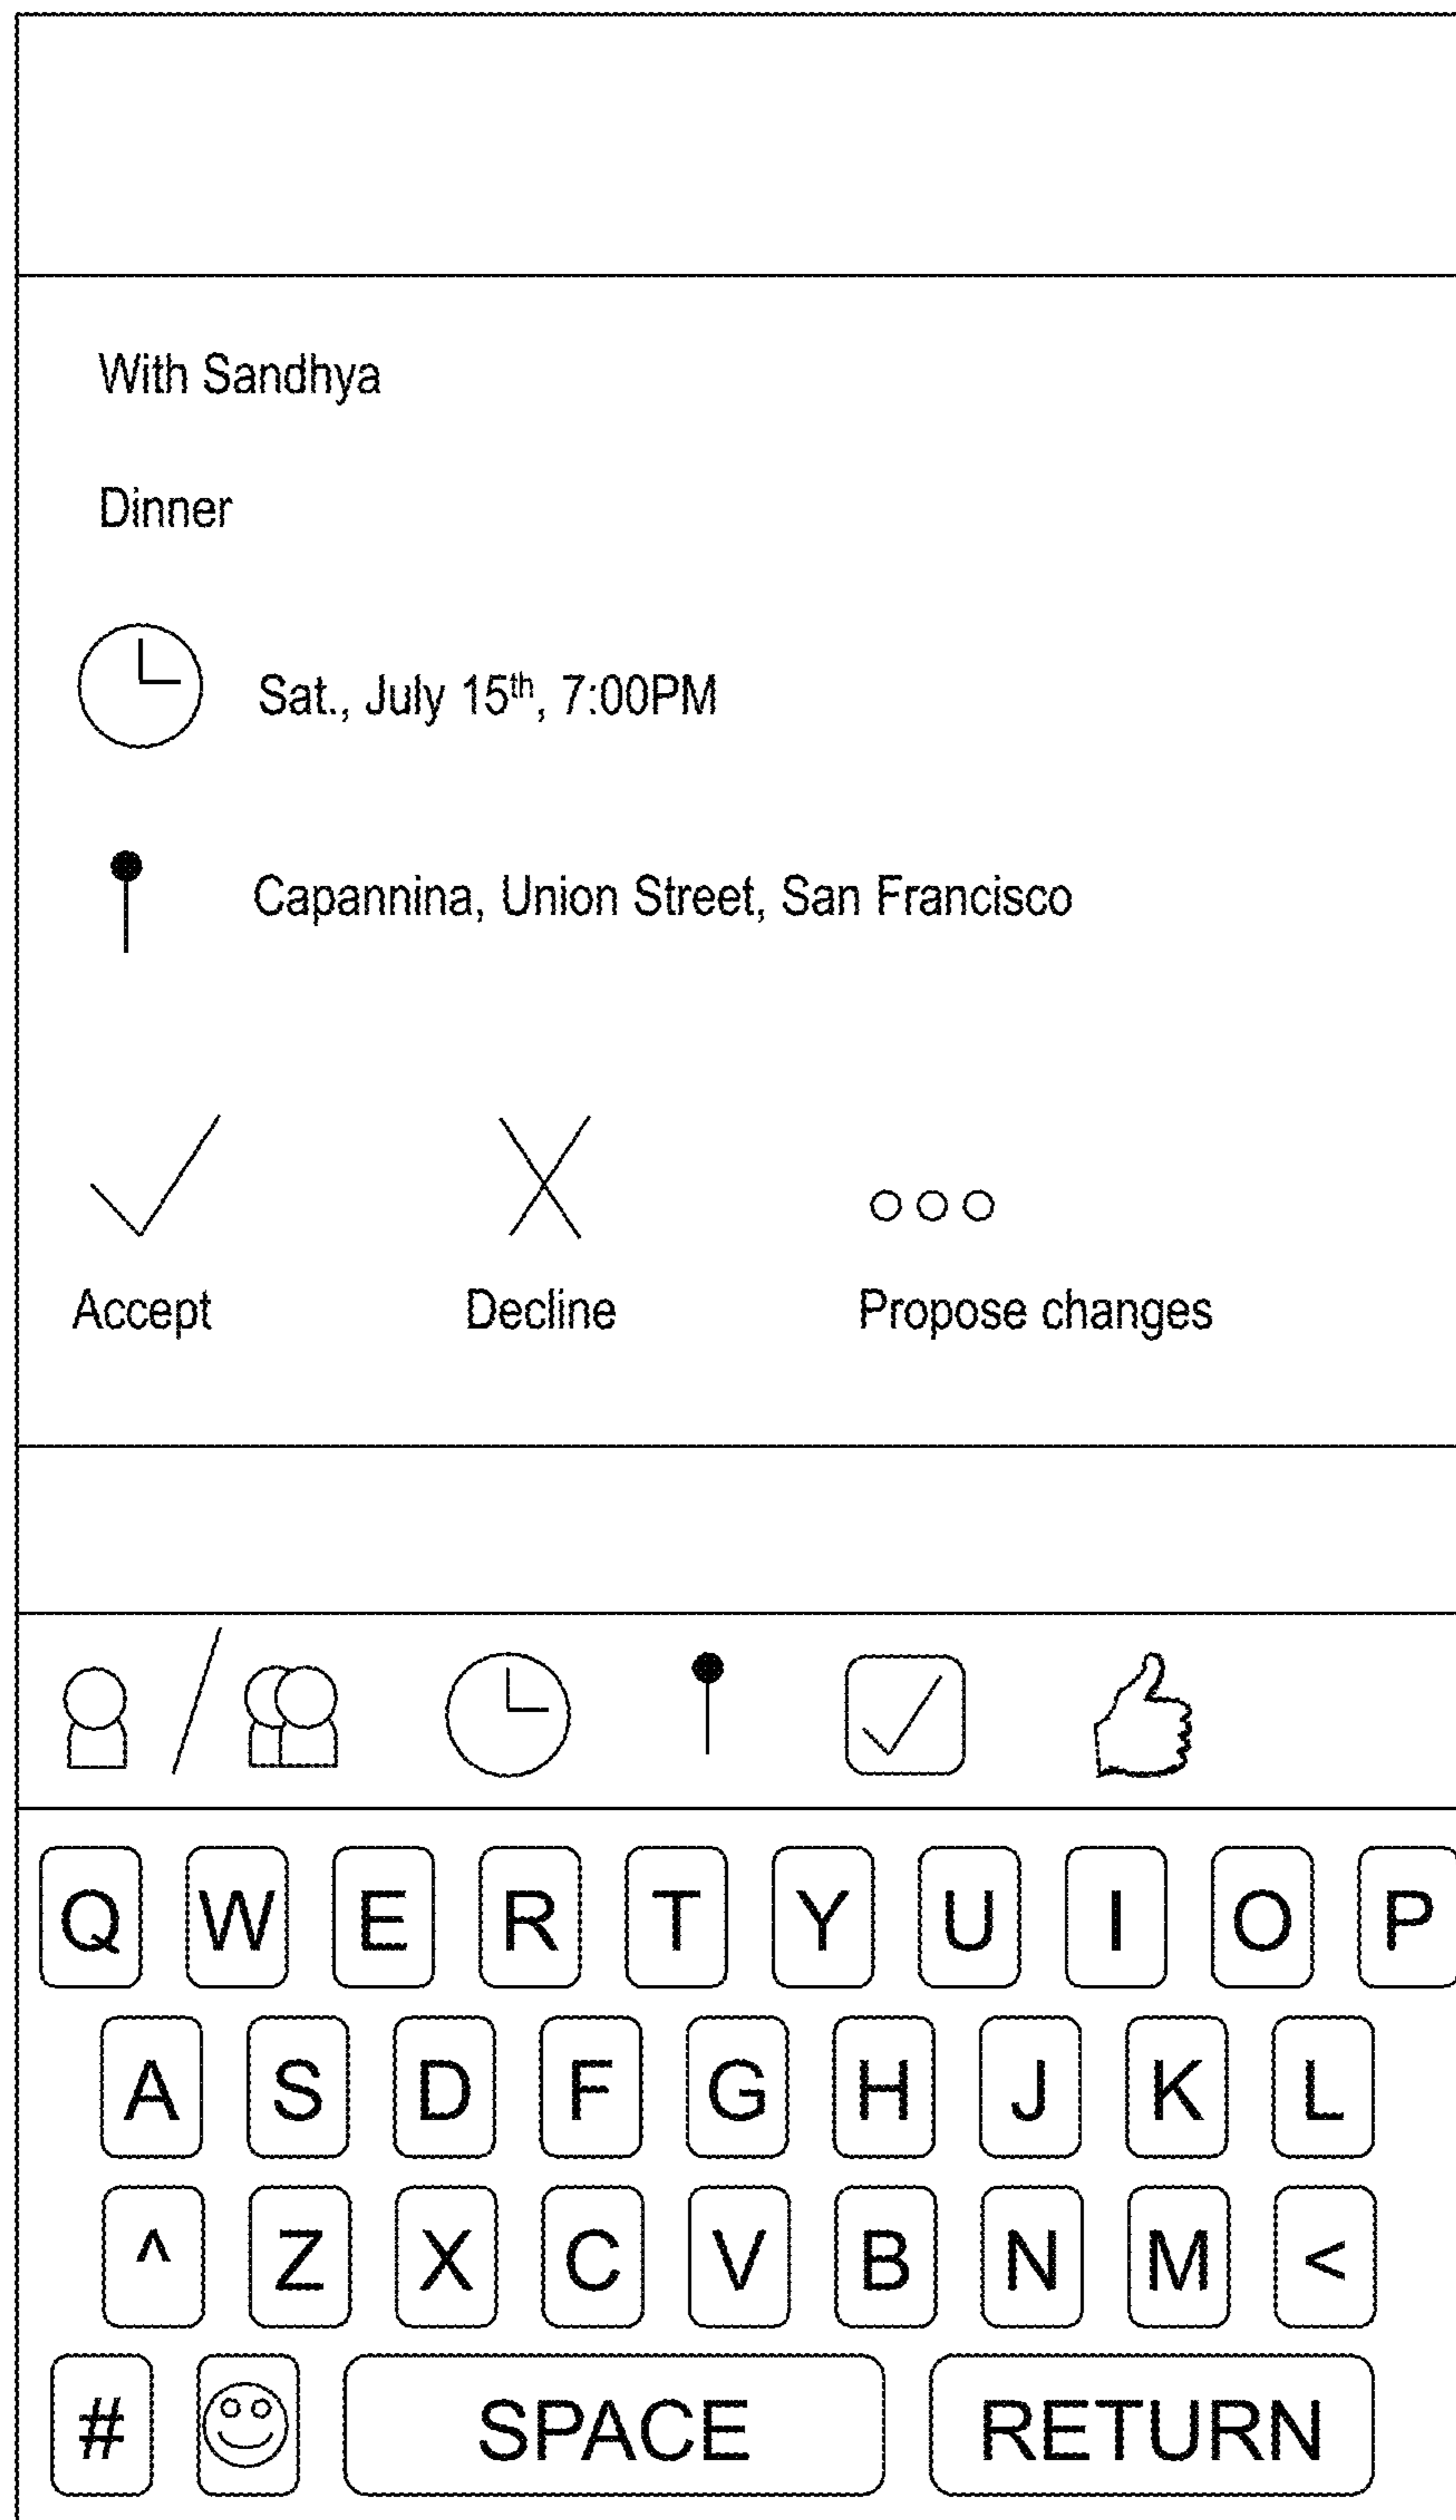 With Sandhya
Dinner
Sat., July 15th, 7:00PM
Capannina, Union Street, San Francisco
Accept Decline Propose changes
Q W E R T Y U I O P
A S D F G H J K L
^ Z X C V B N M <
# SPACE RETURN